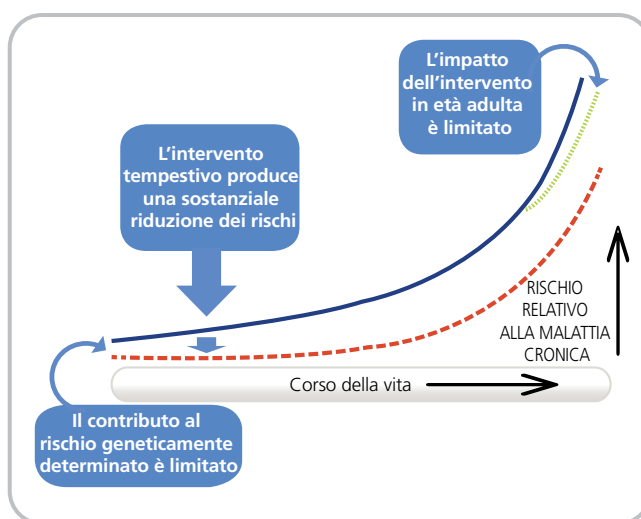 L’impatto
dell’intervento
in età adulta
è limitato
L’intervento
tempestivo produce
una sostanziale
riduzione dei rischi
RISCHIO
RELATIVO
ALLA MALATTIA
CRONICA
Corso della vita
Il contributo al
rischio geneticamente
determinato è limitato